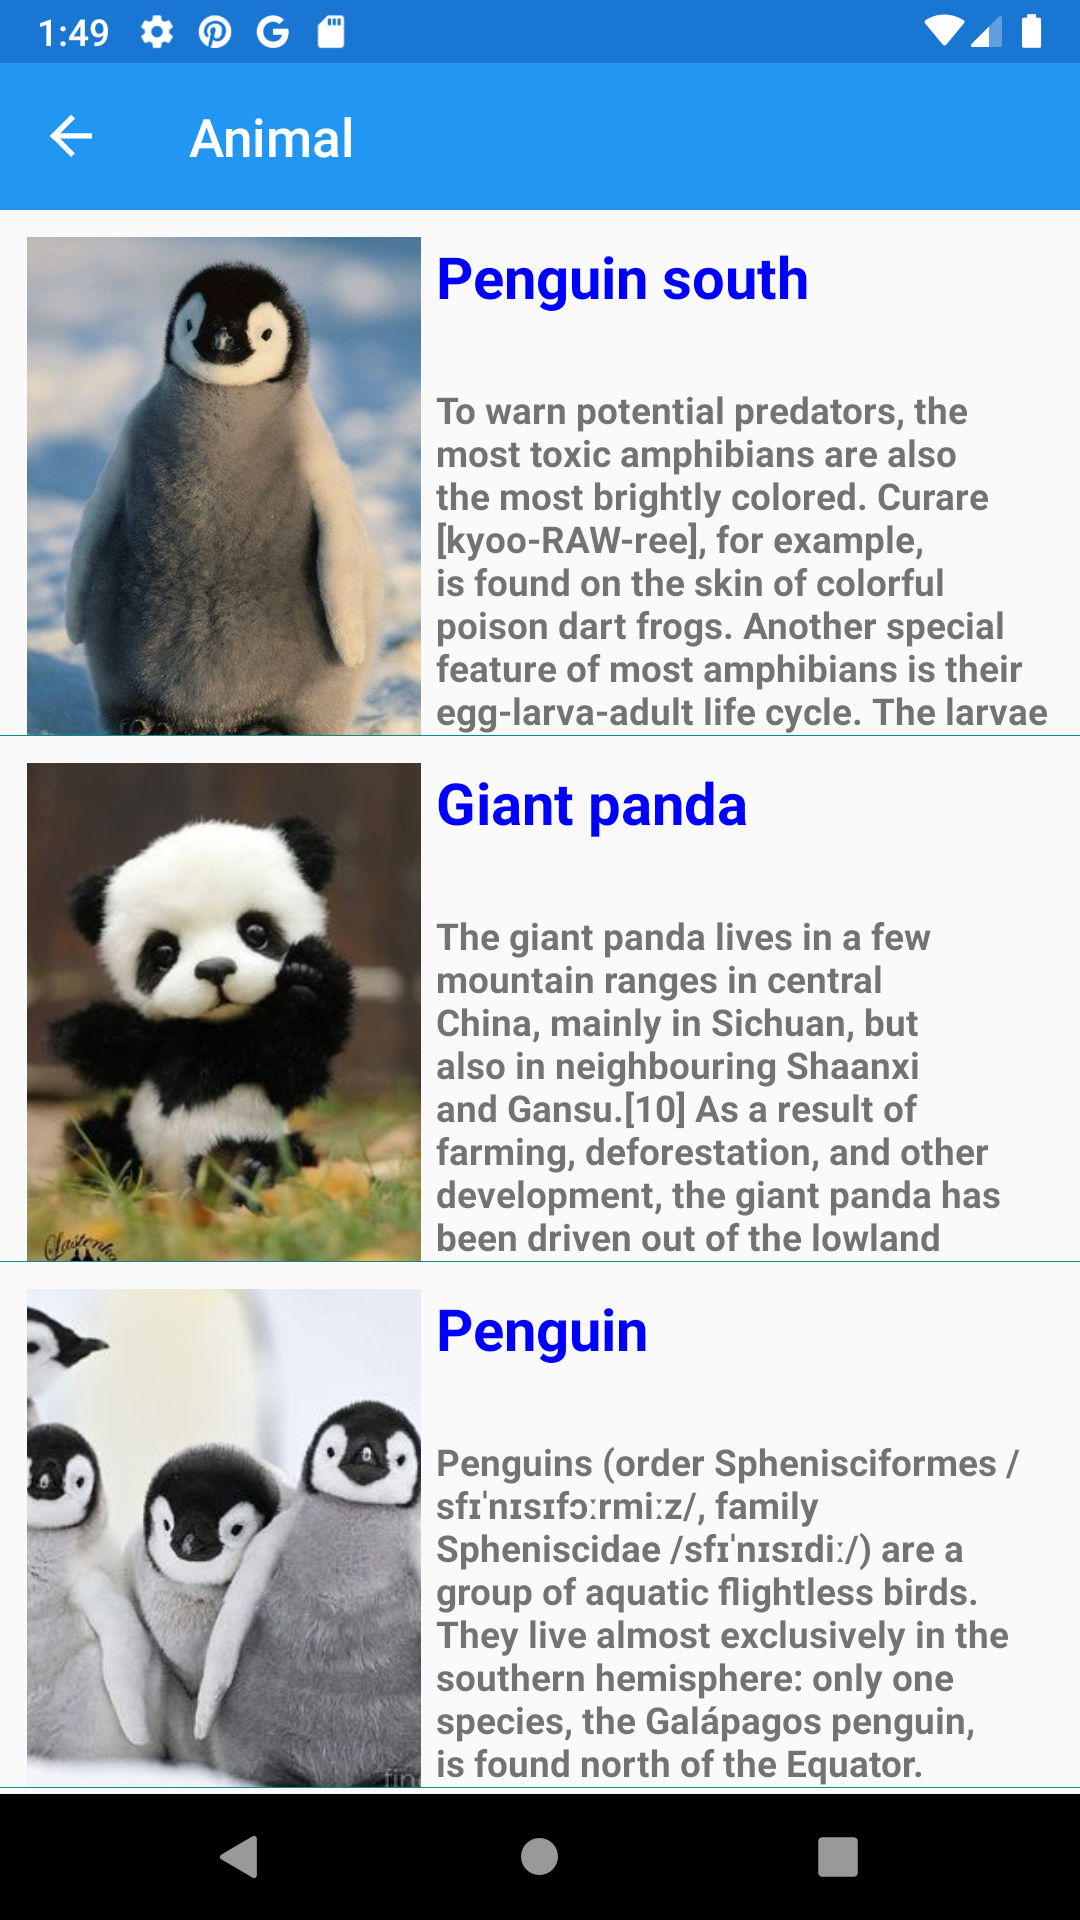 1:49
Animal
Penguin south
To warn potential predators, the
most toxic amphibians are also
the most brightly colored. Curare
[kyoo-RAW-ree], for example,
is found on the skin of colorful
poison dart frogs. Another special
feature of most amphibians is their
egg-larva-adult life cycle. The larvae
Giant panda
The giant panda lives in a few
mountain ranges in central
China, mainly in Sichuan, but
also in neighbouring Shaanxi
and Gansu.[10] As a result of
farming, deforestation, and other
development, the giant panda has
been driven out of the lowland
Penguin
Penguins (order Sphenisciformes /
sfɪˈnɪsɪfɔːrmiːz/, family
Spheniscidae /sfɪˈnɪsɪdiː/) are a
group of aquatic flightless birds.
They live almost exclusively in the
southern hemisphere: only one
species, the Galápagos penguin,
is found north of the Equator.